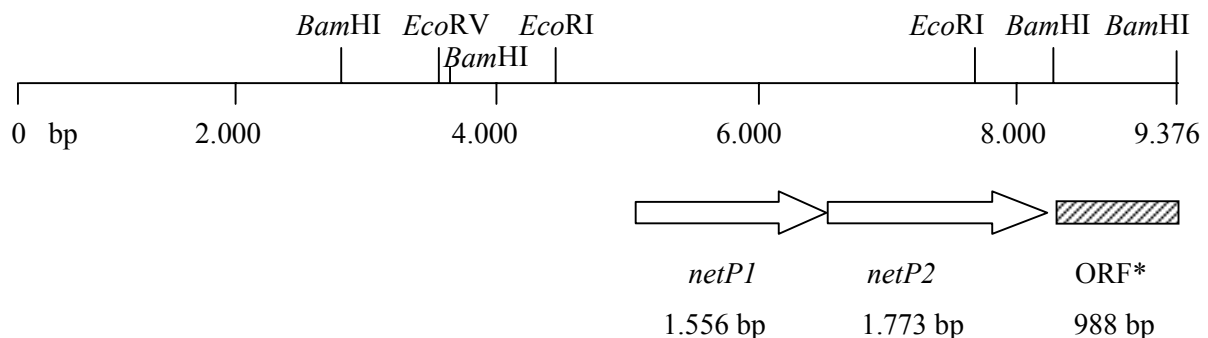 BamHI EcoRV EcoRI EcoRI BamHI BamHI
BamHI
0 bp 2.000 4.000 6.000 8.000 9.376
netP1 netP2 ORF*
1.556 bp 1.773 bp 988 bp